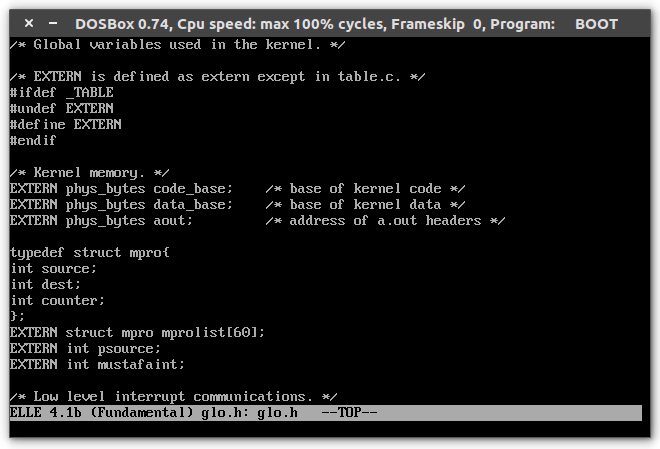 DOSBox 0.74, Cpu speed: max 100% cycles, Frameskip 0, Program: BOOT
/* Global variables used in the kernel. */
/* EXTERN is defined as extern except in table.c. */
#ifdef _TABLE
#undef EXTERN
#define EXTERN
#endif
/* Kernel memory. */
EXTERN phys_bytes code_base; /* base of kernel code */
EXTERN phys_bytes data_base; /* base of kernel data */
EXTERN phys_bytes aout; /* address of a.out headers */
typedef struct mpro{
int source;
int dest;
int counter;
};
EXTERN struct mpro mprolist[60];
EXTERN int psource;
EXTERN int mustafaint;
/* Low level interrupt communications. */
ELLE 4.1b (Fundamental) glo.h: glo.h --TOP--